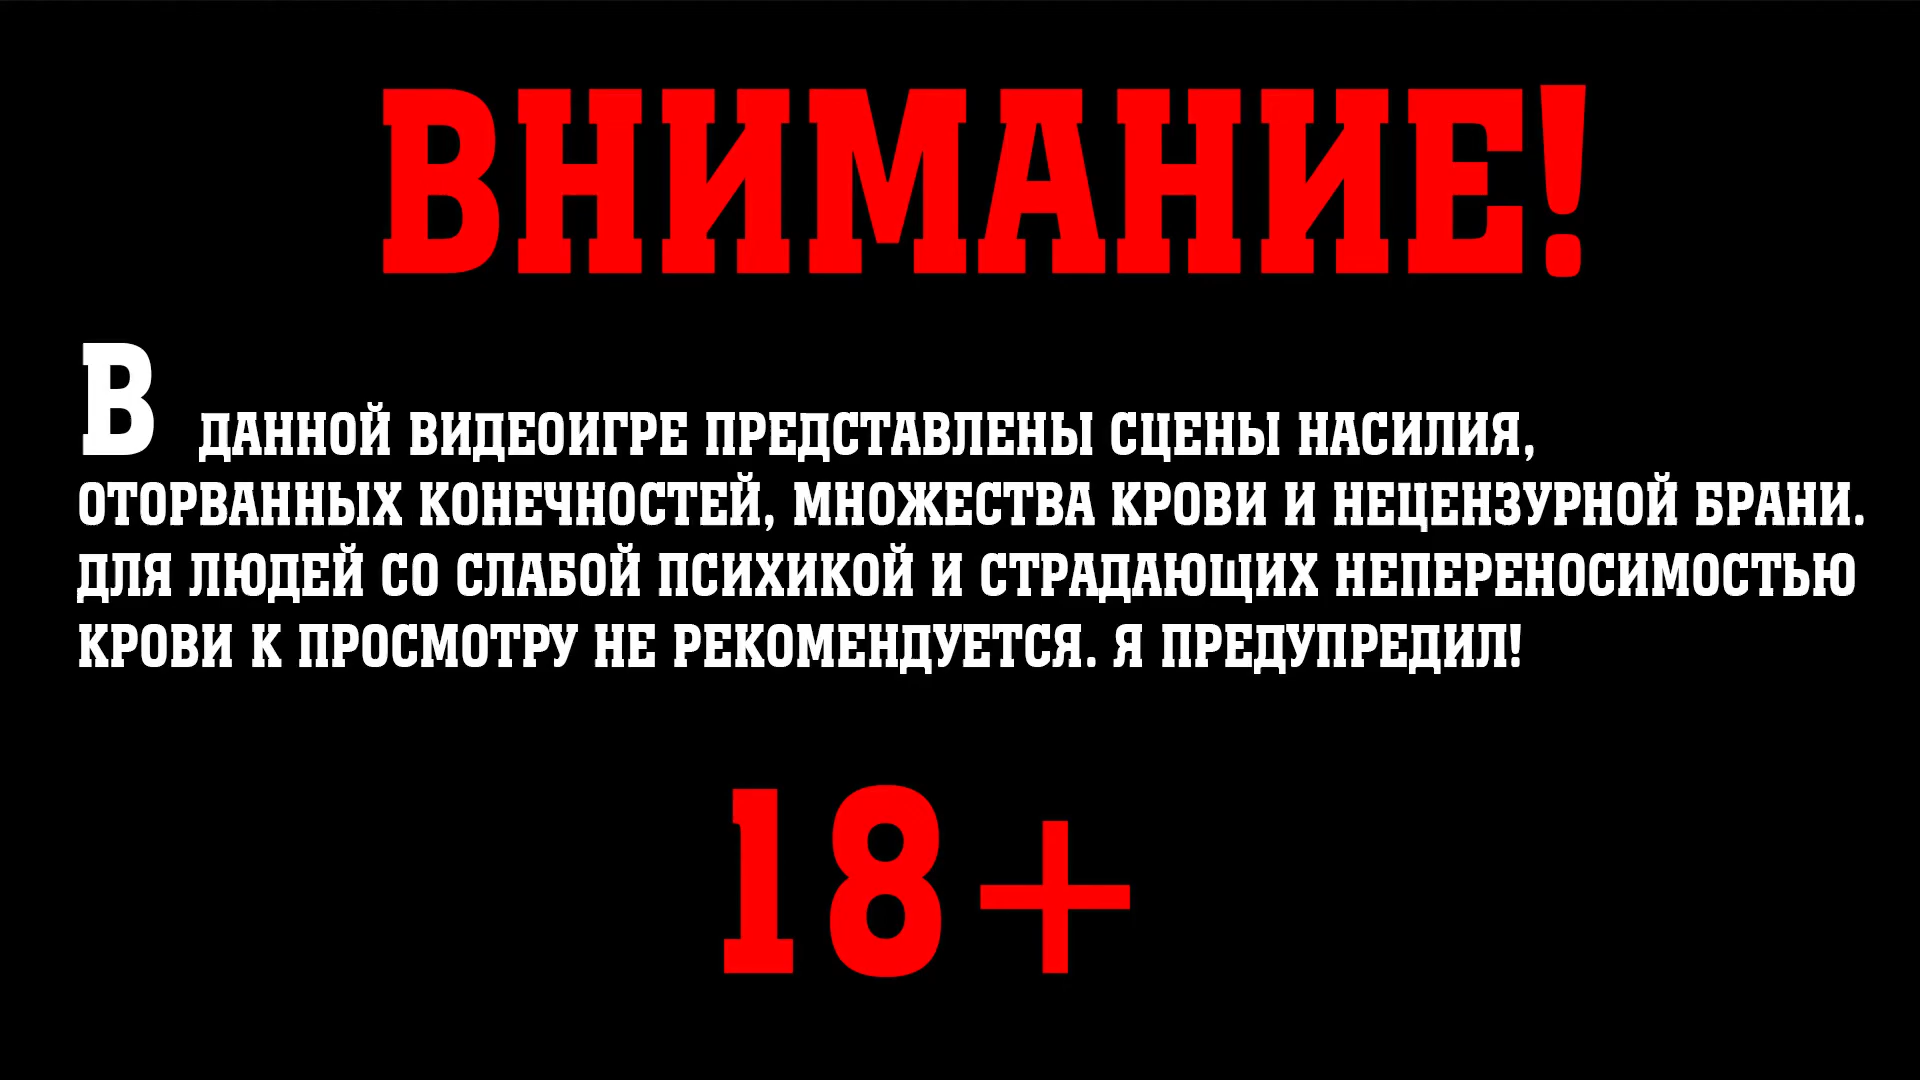 ВНИМАНИЕ!
В ДАННОЙ ВИДЕОИГРЕ ПРЕДСТАВЛЕНЫ СЦЕНЫ НАСИЛИЯ,
ОТОРВАННЫХ КОНЕЧНОСТЕЙ, МНОЖЕСТВА КРОВИ И НЕЦЕНЗУРНОЙ БРАНИ.
ДЛЯ ЛЮДЕЙ СО СЛАБОЙ ПСИХИКОЙ И СТРАДАЮЩИХ НЕПЕРЕНОСИМОСТЬЮ
КРОВИ К ПРОСМОТРУ НЕ РЕКОМЕНДУЕТСЯ. Я ПРЕДУПРЕДИЛ!
18+